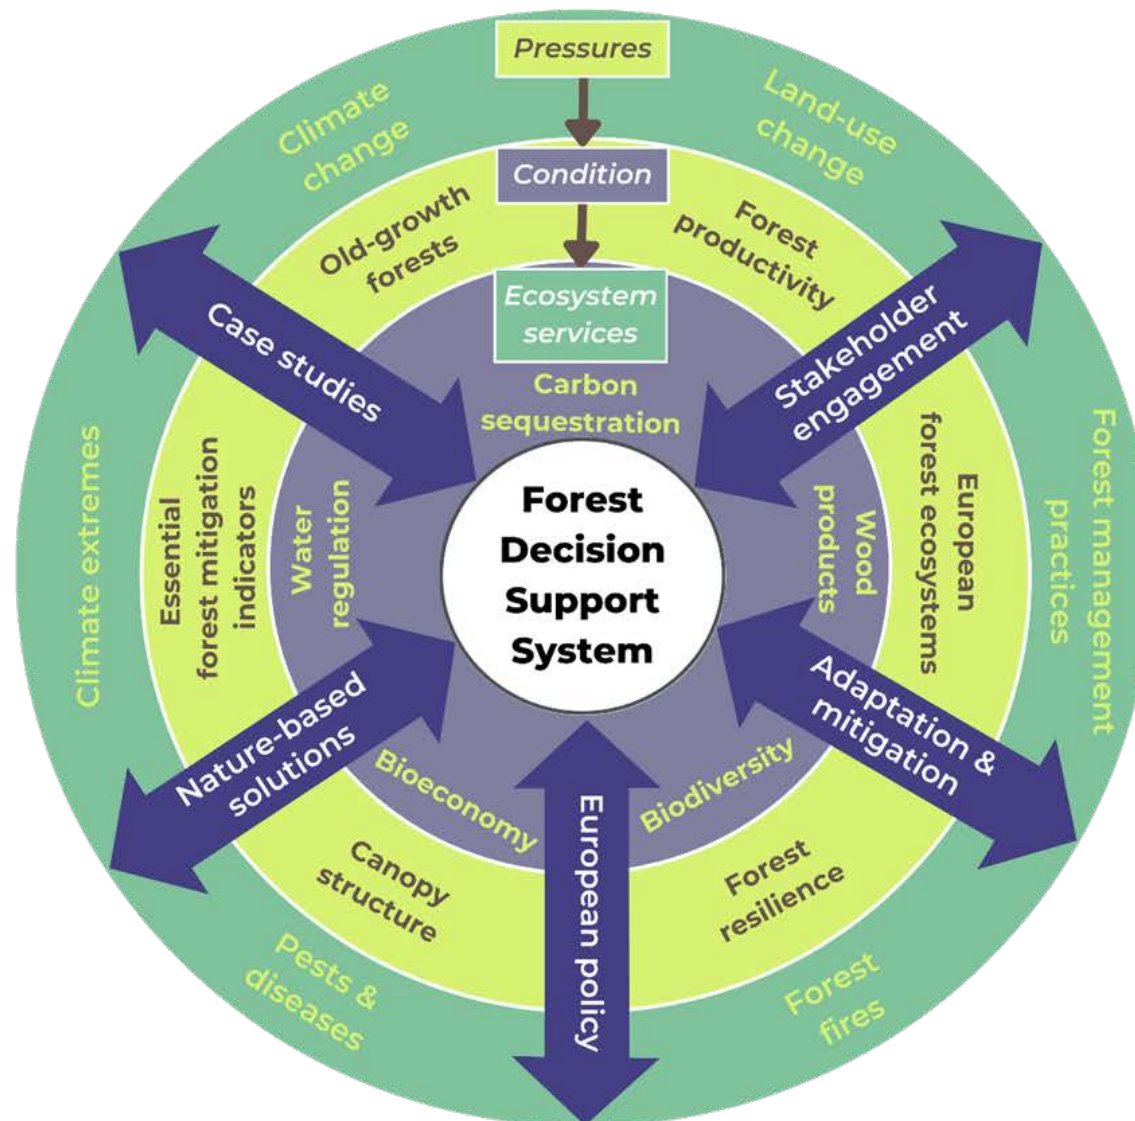 Pressures
Climate
change
Land-use
change
Condition
Old-growth
forests
Forest
productivity
Ecosystem
services
Case studies
Stakeholder
engagement
Carbon
sequestration
Climate extremes
Essential
forest mitigation
indicators
Water
regulation
Forest
Decision
Support
System
Wood
products
European
forest ecosystems
Forest management
practices
Nature-based
solutions
Adaptation &
mitigation
Bioeconomy
European policy
Biodiversity
Canopy
structure
Forest
resilience
Pests &
diseases
Forest
fires